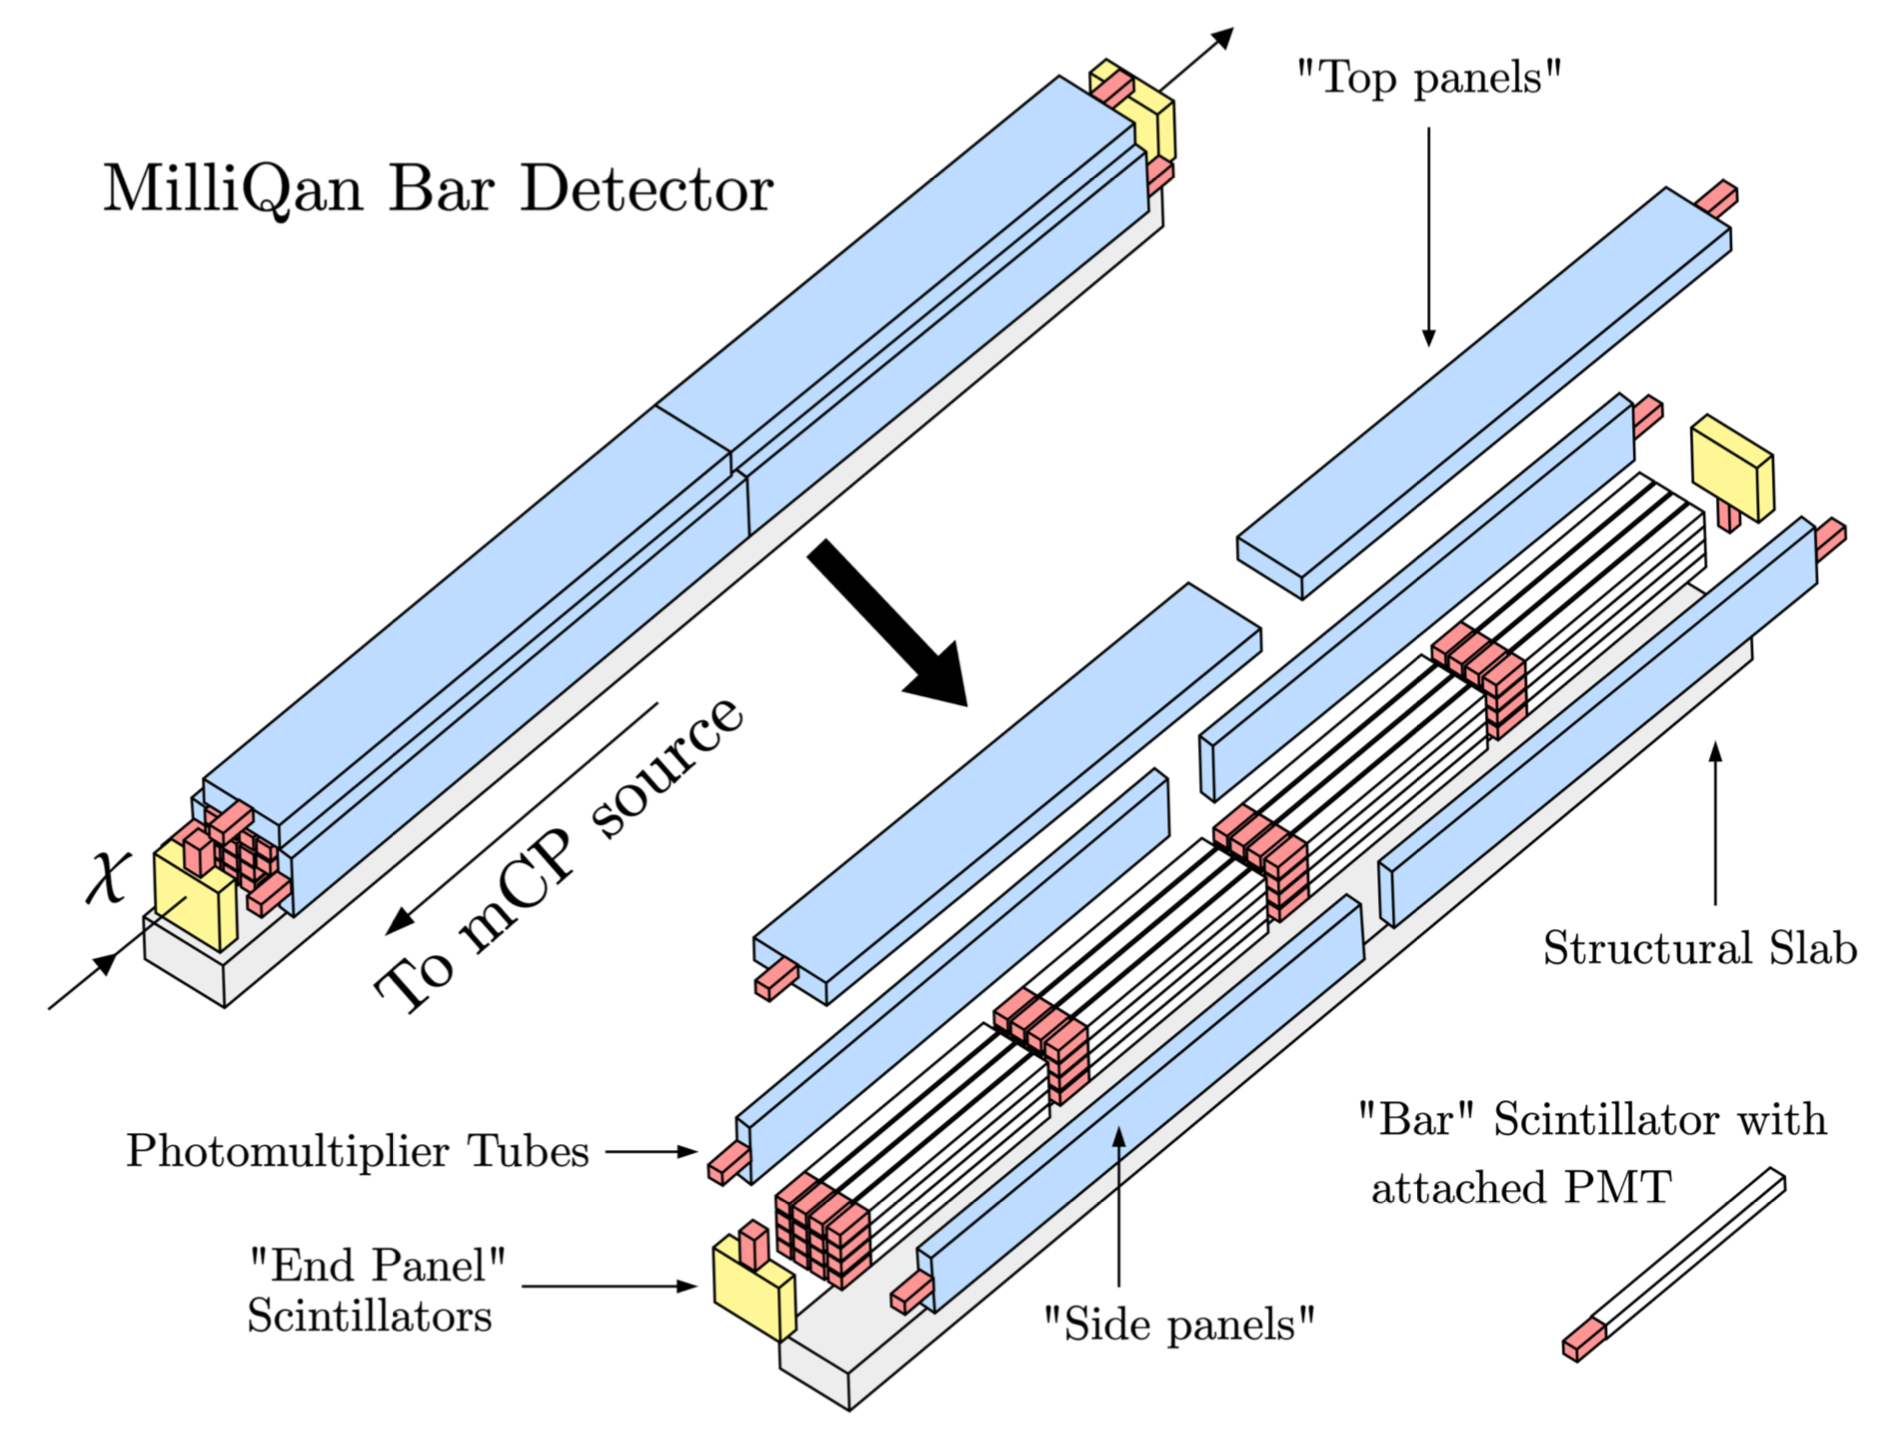 "Top panels"
MilliQan Bar Detector
χ
To mCP source
Structural Slab
"Bar" Scintillator with
attached PMT
Photomultiplier Tubes
"End Panel"
Scintillators
"Side panels"